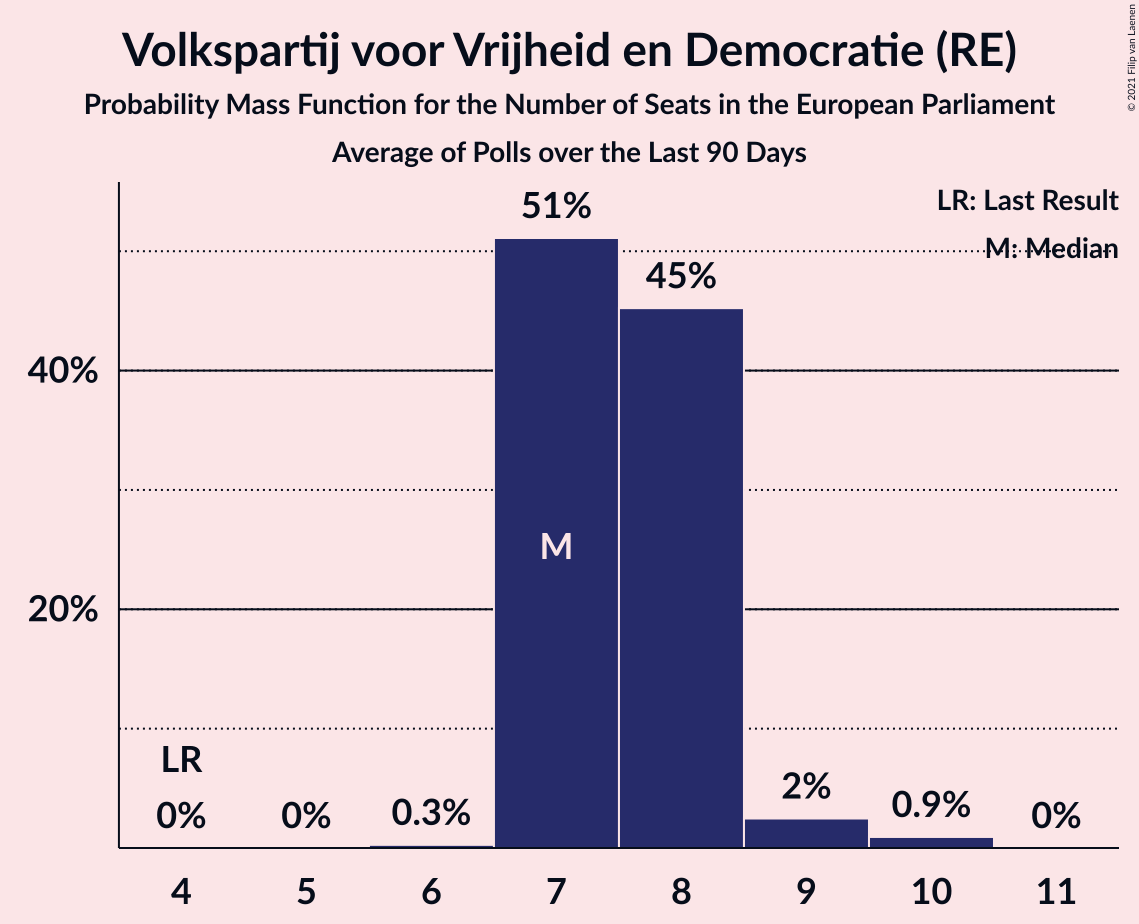 Volkspartij voor Vrijheid en Democratie (RE)
Probability Mass Function for the Number of Seats in the European Parliament
Average of Polls over the Last 90 Days
© 2021 Filip van Laenen
LR: Last Result
M: Median
51%
45%
40%
M
20%
LR
0%
0%
0.3%
2%
0.9%
0%
4 5 6 7 8 9 10 11